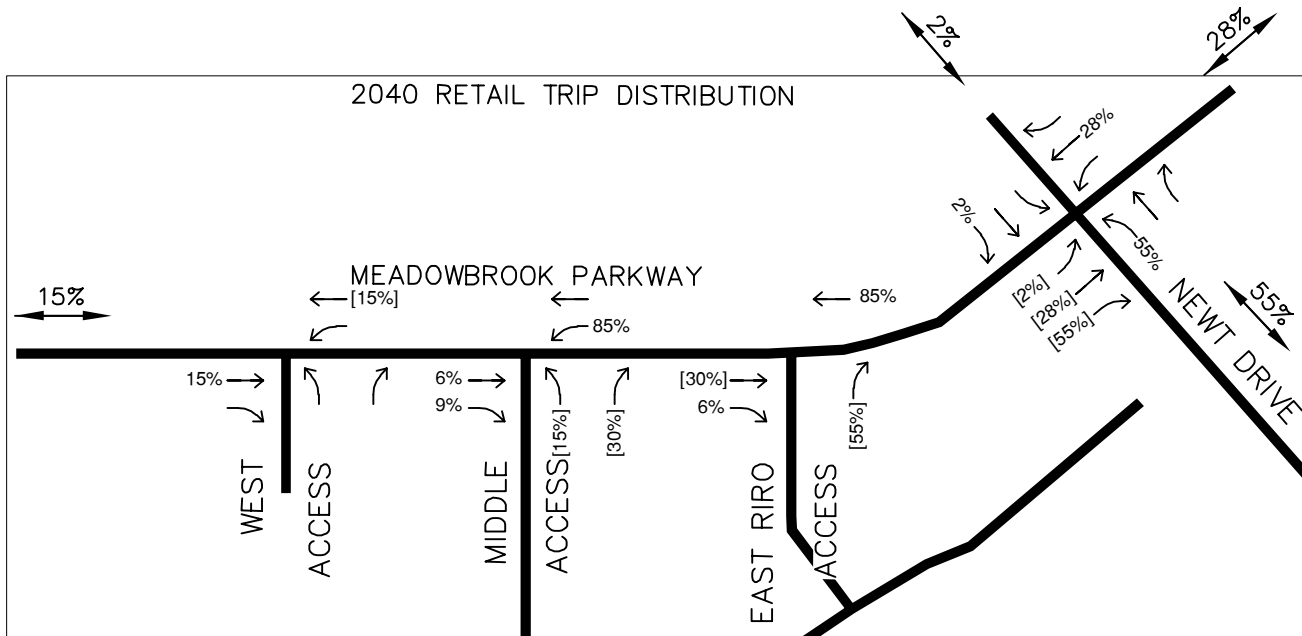 2%
28%
2040 RETAIL TRIP DISTRIBUTION
28%
2%
55%
MEADOWBROOK PARKWAY
15%
[15%]
85%
85%
[2%]
[28%]
[55%]
NEWT DRIVE
55%
15%
6%
9%
[15%]
[30%]
[30%]
6%
[55%]
WEST
ACCESS
MIDDLE
ACCESS
EAST RIRO
ACCESS